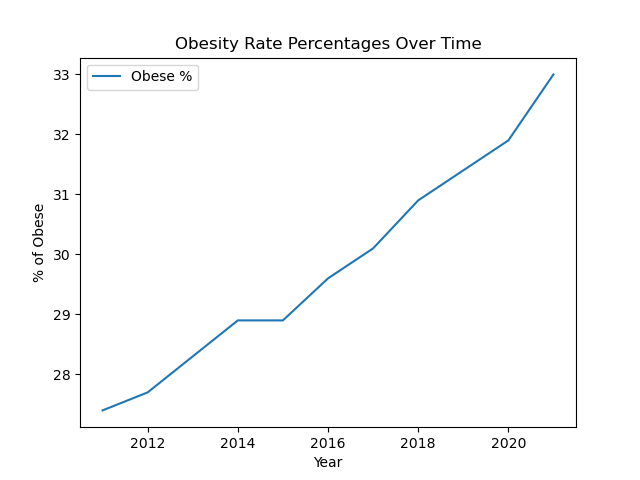 Obesity Rate Percentages Over Time
Obese %
33
32
31
30
29
28
% of Obese
2012 2014 2016 2018 2020
Year